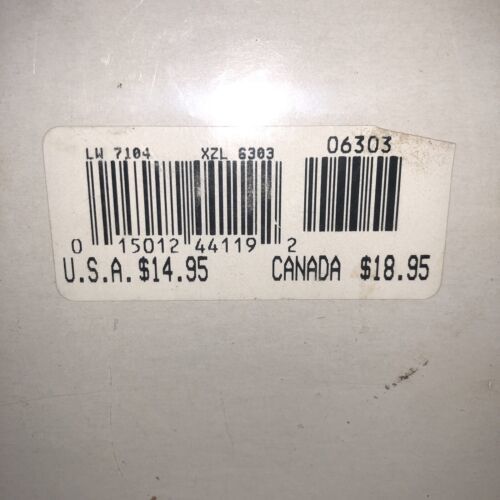 LW 7104 XZL 6303 06303
0 15012 44119 2
U.S.A. $14.95 CANADA $18.95